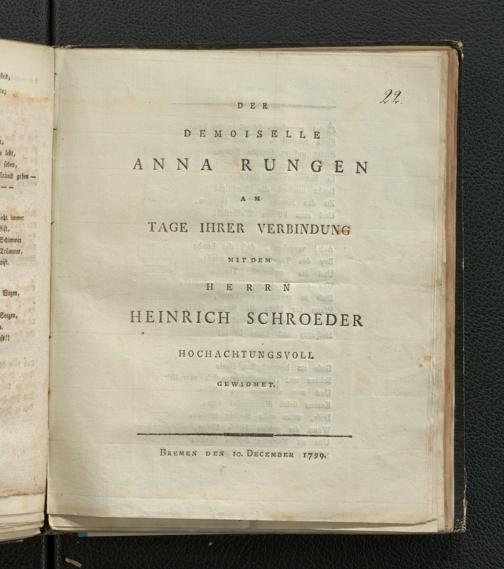 22.
DER
DEMOISELLE
ANNA RUNGEN
AM
TAGE IHRER VERBINDUNG
MIT DEM
HERRN
HEINRICH SCHROEDER
HOCHACHTUNGSVOLL
GEWIDMET.
BREMEN DEN 10. DECEMBER 1799.